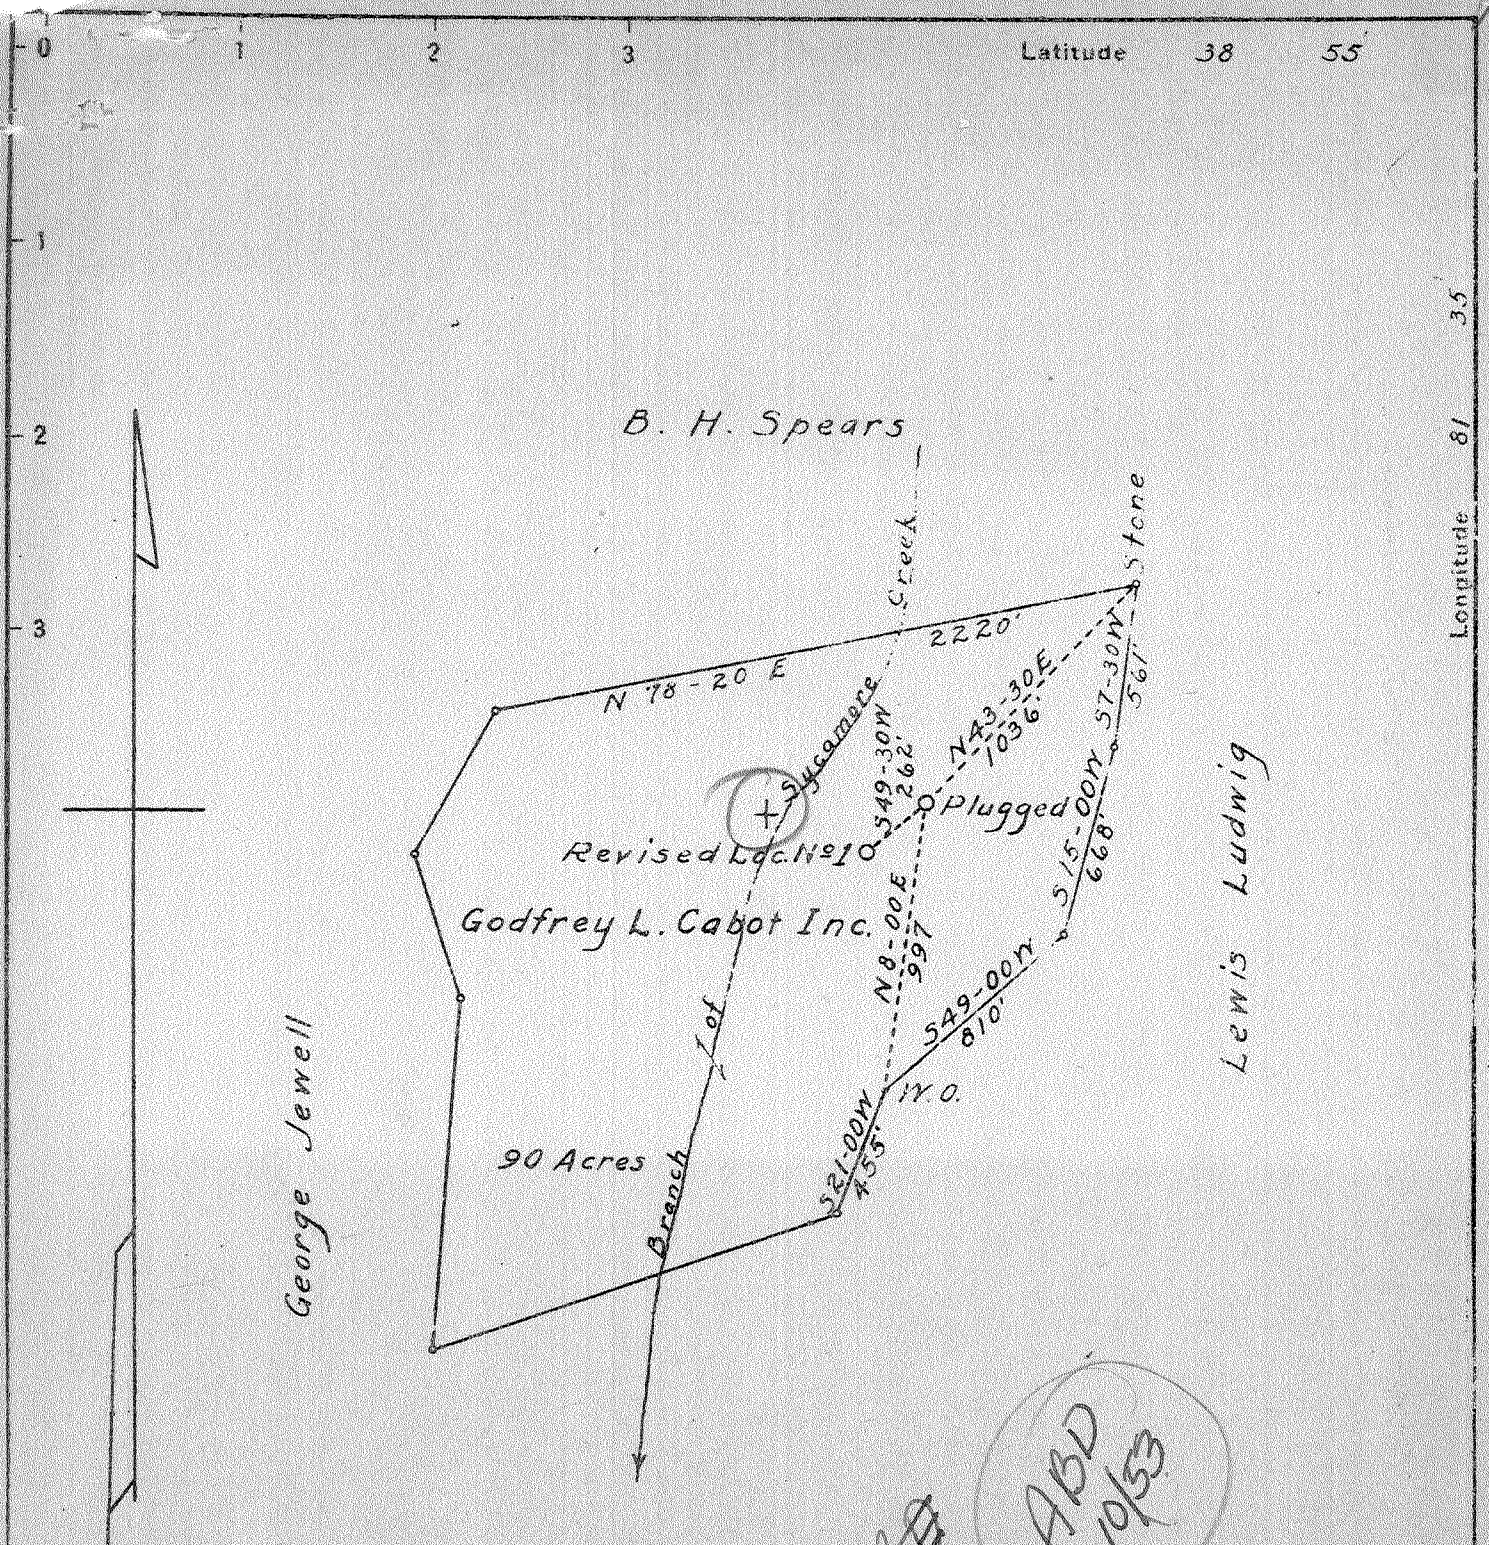 0 1 2 3 Latitude 38 55'
1
2
3
Longitude 81 35
B. H. Spears
Creek
Stone
2220'
N 78-20 E
Sycamore
N43-30E
1036'
S7-30W
561'
S49-30W
262'
Plugged
S15-00W
668'
Revised Loc. No 1
Godfrey L. Cabot Inc.
N8-00E
997
S49-00W
810'
Lewis Ludwig
of
W.O.
George Jewell
90 Acres
Branch
S21-00W
455'
ABD
10/53